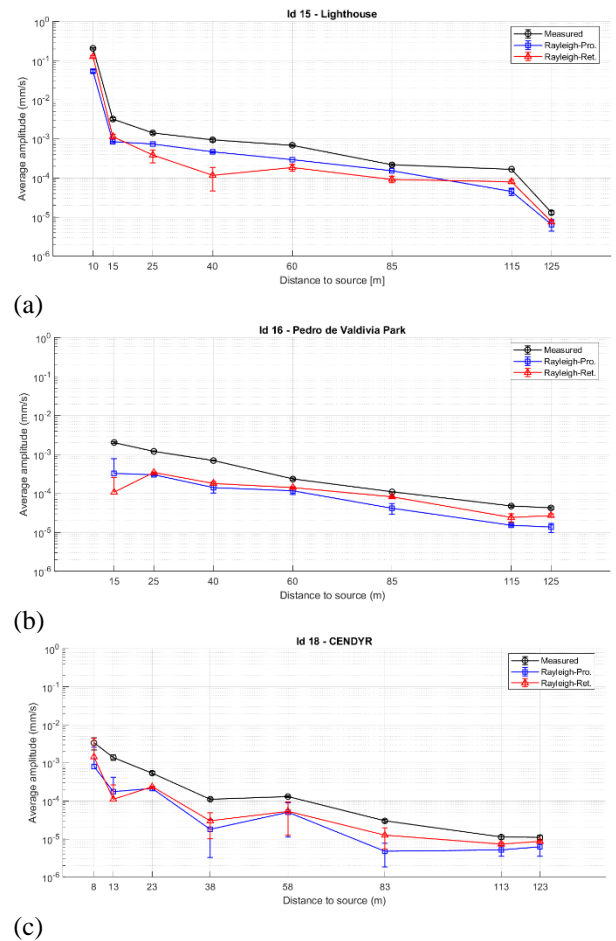 Id 15 - Lighthouse
Measured
Rayleigh-Pro.
Rayleigh-Ret.
Average amplitude (mm/s)
10^0
10^-1
10^-2
10^-3
10^-4
10^-5
10^-6
10 15 25 40 60 85 115 125
Distance to source [m]
(a)
Id 16 - Pedro de Valdivia Park
Measured
Rayleigh-Pro.
Rayleigh-Ret.
Average amplitude (mm/s)
10^0
10^-1
10^-2
10^-3
10^-4
10^-5
10^-6
15 25 40 60 85 115 125
Distance to source (m)
(b)
Id 18 - CENDYR
Measured
Rayleigh-Pro.
Rayleigh-Ret.
Average amplitude (mm/s)
10^0
10^-1
10^-2
10^-3
10^-4
10^-5
10^-6
8 13 23 38 58 83 113 123
Distance to source (m)
(c)